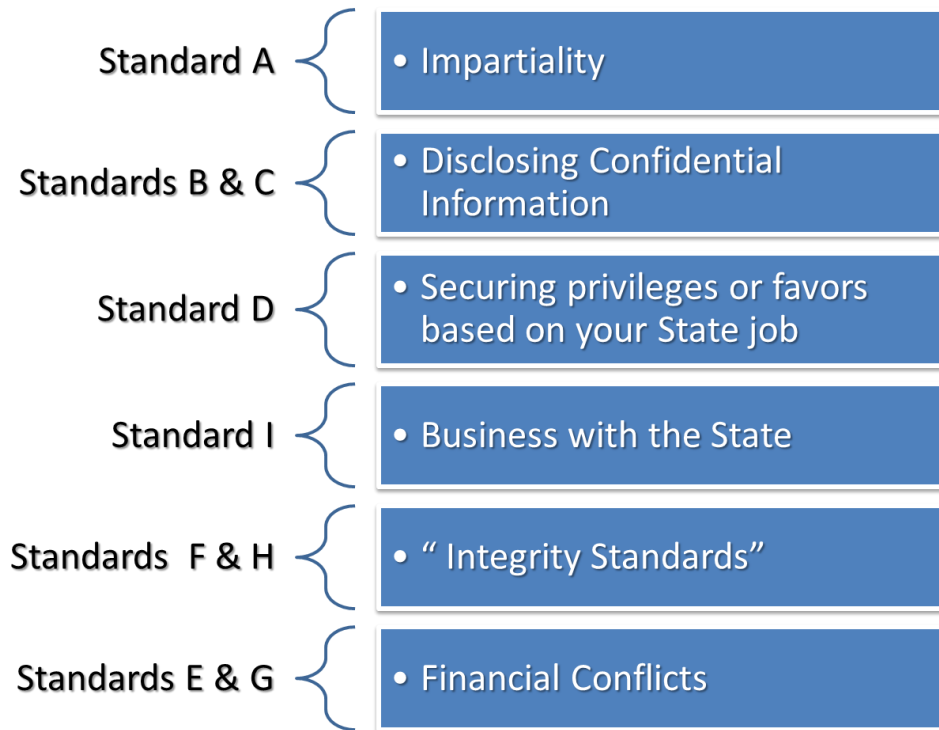 Standard A
• Impartiality
Standards B & C
• Disclosing Confidential
Information
Standard D
• Securing privileges or favors
based on your State job
Standard I
• Business with the State
Standards  F & H
• “ Integrity Standards”
Standards E & G
• Financial Conflicts